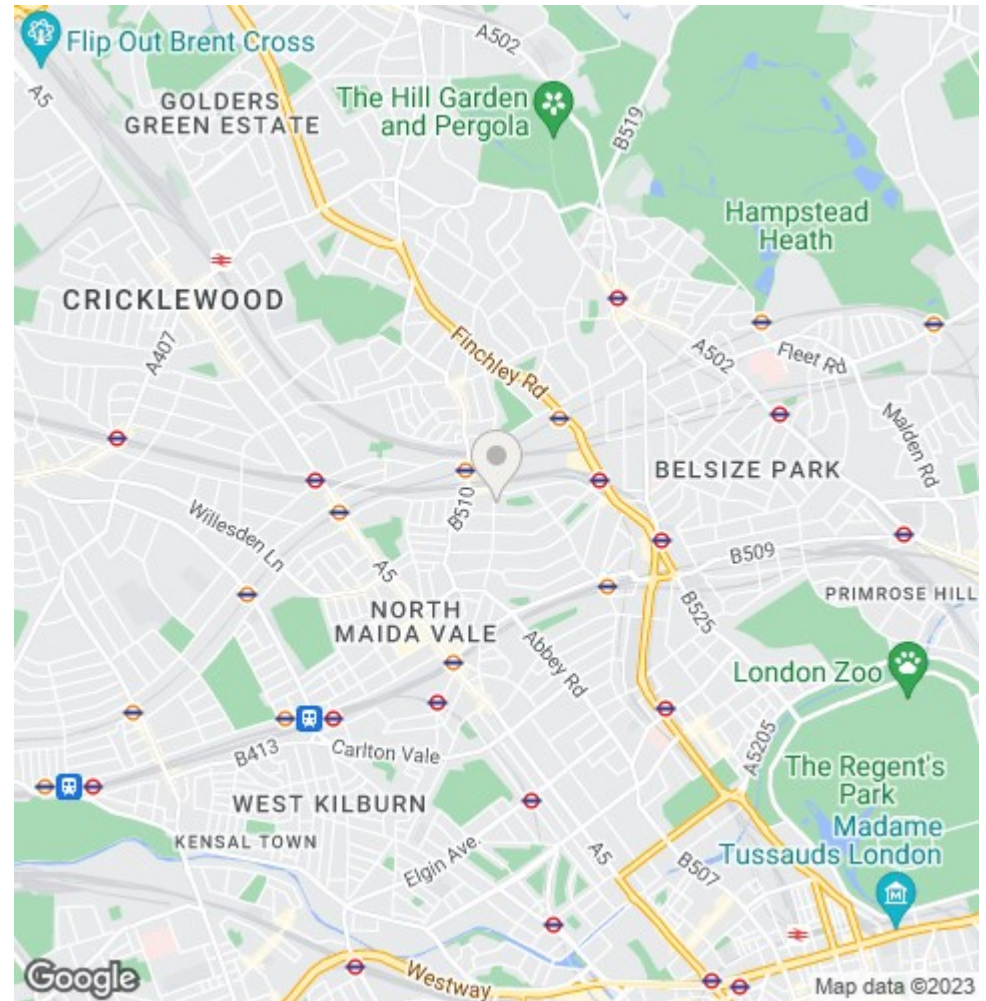 A502
Flip Out Brent Cross
A5
GOLDERS
GREEN ESTATE
The Hill Garden
and Pergola
B519
Hampstead
Heath
CRICKLEWOOD
A407
Finchley Rd
A502
Fleet Rd
Malden Rd
BELSIZE PARK
B510
Willesden Ln
A5
B509
PRIMROSE HILL
NORTH
MAIDA VALE
B525
Abbey Rd
London Zoo
B413
Carlton Vale
A5205
The Regent's
Park
WEST KILBURN
Madame
Tussauds London
KENSAL TOWN
Elgin Ave.
A5
B507
M
Westway
Google
Map data ©2023